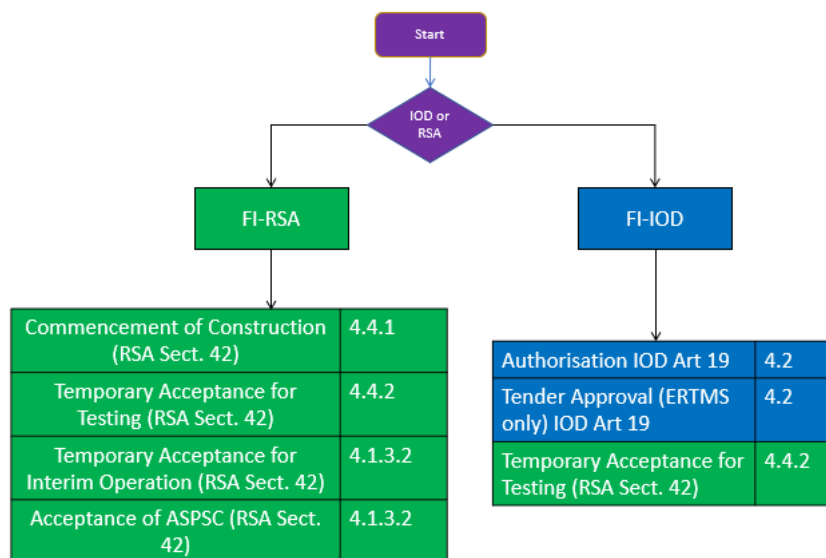 Start
IOD or
RSA
FI-RSA
FI-IOD
Commencement of Construction
(RSA Sect. 42)
4.4.1
Temporary Acceptance for
Testing (RSA Sect. 42)
4.4.2
Temporary Acceptance for
Interim Operation (RSA Sect. 42)
4.1.3.2
Acceptance of ASPSC (RSA Sect.
42)
4.1.3.2
Authorisation IOD Art 19
4.2
Tender Approval (ERTMS
only) IOD Art 19
4.2
Temporary Acceptance for
Testing (RSA Sect. 42)
4.4.2